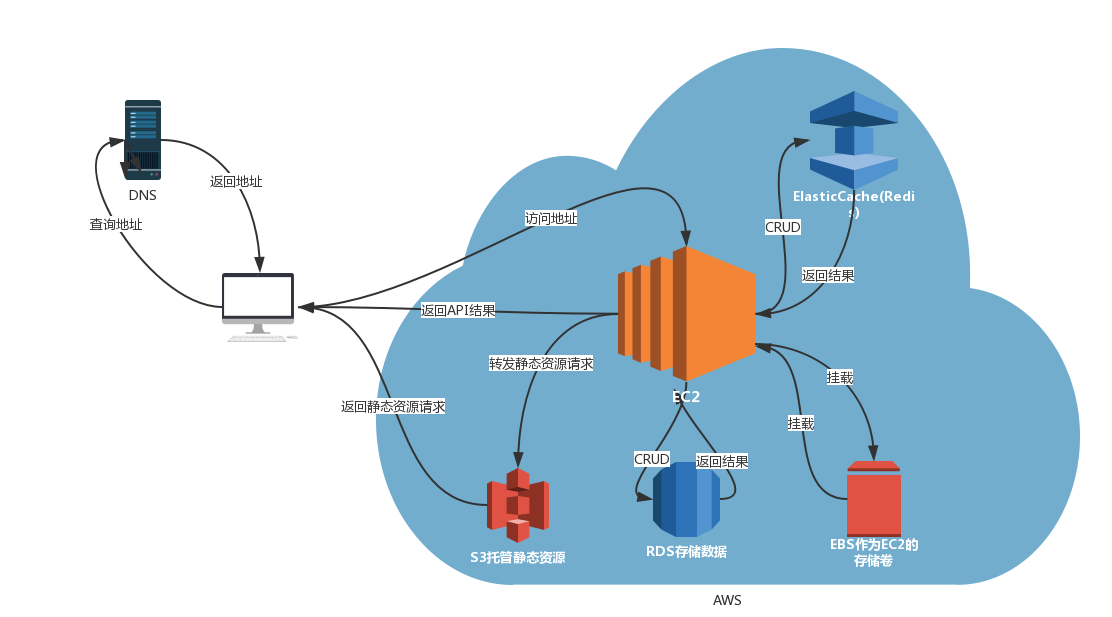 DNS
返回地址
查询地址
访问地址
返回API结果
转发静态资源请求
返回静态资源请求
ElasticCache(Redi
s)
CRUD
返回结果
EC2
挂载
挂载
CRUD
返回结果
S3托管静态资源
RDS存储数据
EBS作为EC2的
存储卷
AWS